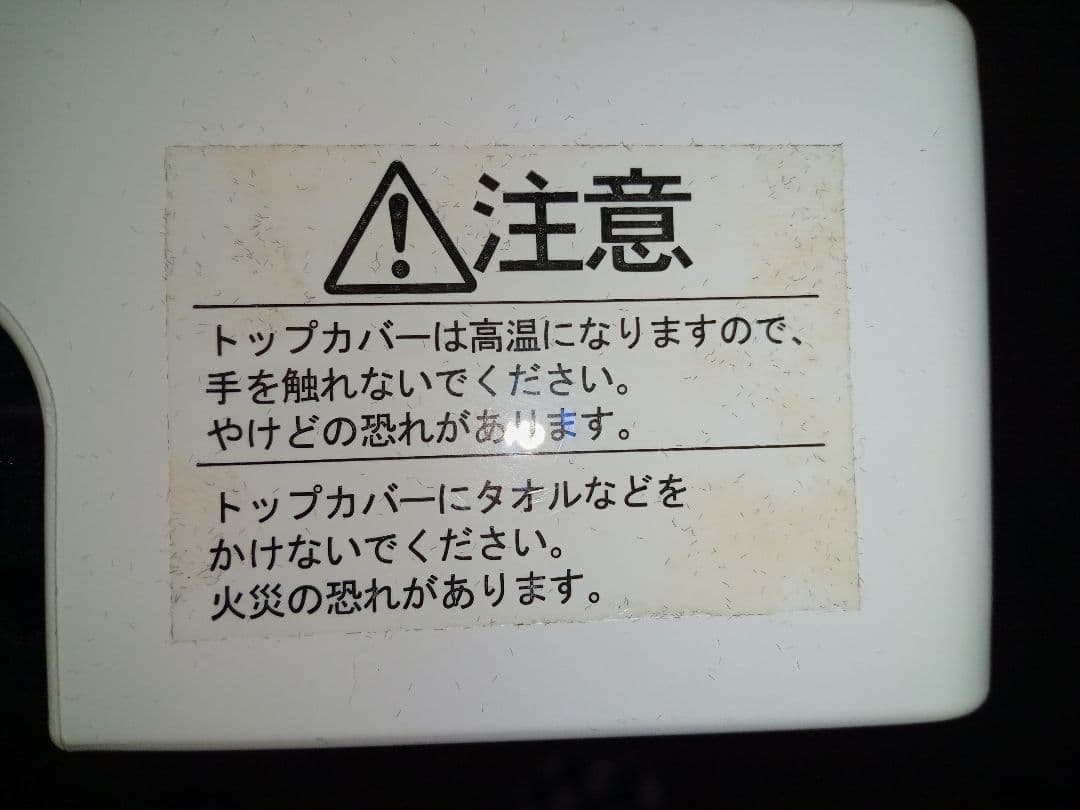 注意
トップカバーは高温になりますので、
手を触れないでください。
やけどの恐れがあります。
トップカバーにタオルなどを
かけないでください。
火災の恐れがあります。